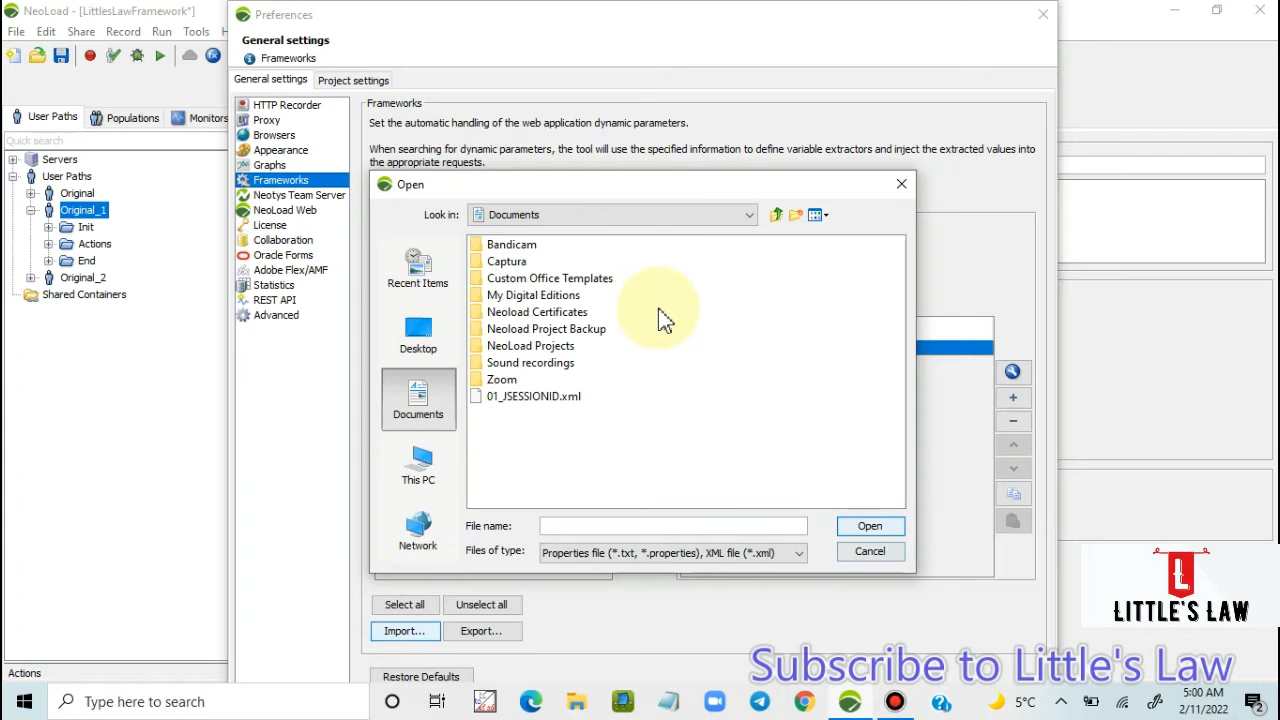 NeoLoad - [LittlesLawFramework*]
File Edit Share Record Run Tools H
User Paths Populations Monitors
Quick search
Servers
User Paths
Original
Original_1
Init
Actions
End
Original_2
Shared Containers
Actions
Preferences
General settings
Frameworks
General settings Project settings
HTTP Recorder
Proxy
Browsers
Appearance
Graphs
Frameworks
Neotys Team Server
NeoLoad Web
License
Collaboration
Oracle Forms
Adobe Flex/AMF
Statistics
REST API
Advanced
Frameworks
Set the automatic handling of the web application dynamic parameters.
When searching for dynamic parameters, the tool will use the specified information to define variable extractors and inject the extracted values into
the appropriate requests.
Open
Look in: Documents
Recent Items
Desktop
Documents
This PC
Network
Bandicam
Captura
Custom Office Templates
My Digital Editions
Neoload Certificates
Neoload Project Backup
NeoLoad Projects
Sound recordings
Zoom
01_JSESSIONID.xml
File name: Open
Files of type: Properties file (*.txt, *.properties), XML file (*.xml) Cancel
Select all Unselect all
Import... Export...
Restore Defaults
LITTLE'S LAW
Subscribe to Little's Law
Type here to search
5°C
5:00 AM
2/11/2022
2